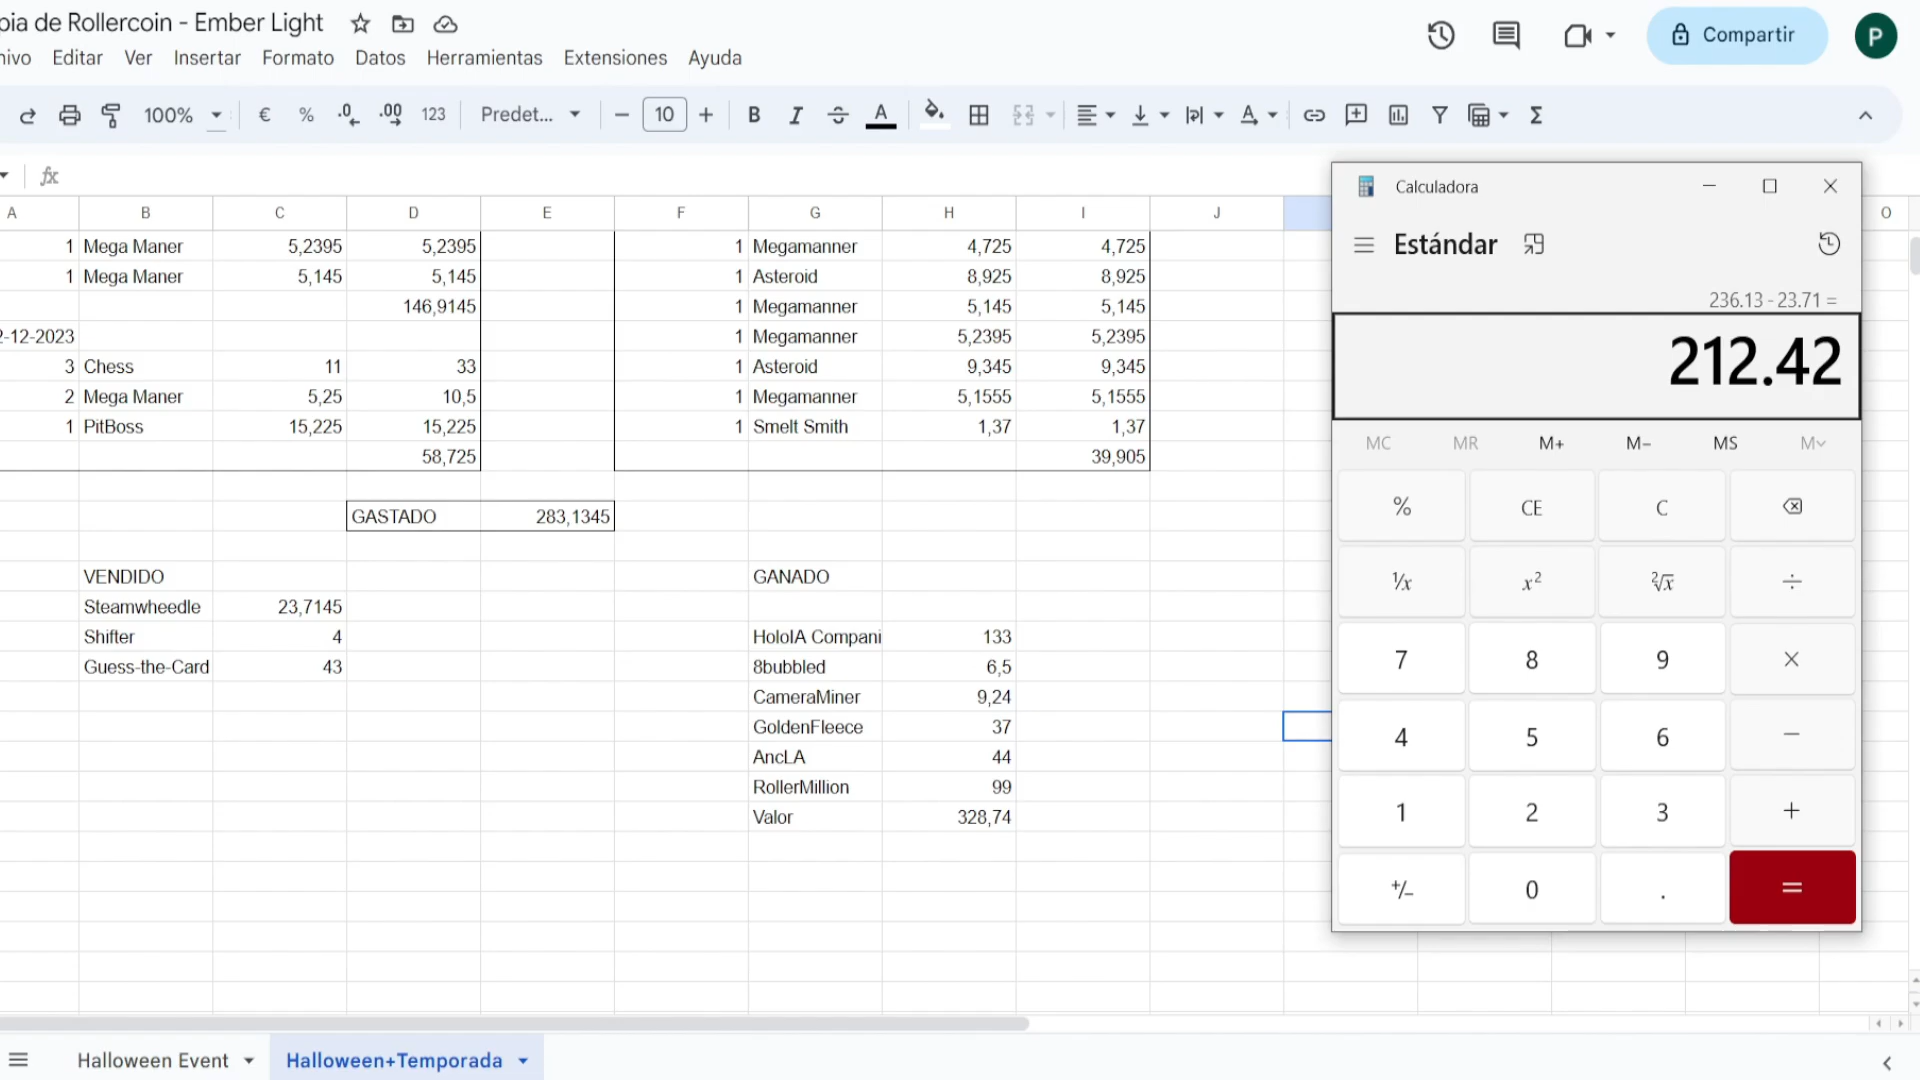 pia de Rollercoin - Ember Light
Compartir
P
hivo Editar Ver Insertar Formato Datos Herramientas Extensiones Ayuda
100% € % .0 .00 123 Predet... 10 B I S A Σ
fx
A B C D E F G H I J O
1 Mega Maner 5,2395 5,2395 1 Megamanner 4,725 4,725
1 Mega Maner 5,145 5,145 1 Asteroid 8,925 8,925
146,9145 1 Megamanner 5,145 5,145
2-12-2023 1 Megamanner 5,2395 5,2395
3 Chess 11 33 1 Asteroid 9,345 9,345
2 Mega Maner 5,25 10,5 1 Megamanner 5,1555 5,1555
1 PitBoss 15,225 15,225 1 Smelt Smith 1,37 1,37
58,725 39,905
GASTADO 283,1345
VENDIDO GANADO
Steamwheedle 23,7145
Shifter 4 HoloIA Compani 133
Guess-the-Card 43 8bubbled 6,5
CameraMiner 9,24
GoldenFleece 37
AncLA 44
RollerMillion 99
Valor 328,74
Calculadora
Estándar
236.13 - 23.71 =
212.42
MC MR M+ M− MS M˅
% CE C
⅟x x² ²√x ÷
7 8 9 ×
4 5 6 −
1 2 3 +
+/− 0 . =
Halloween Event Halloween+Temporada